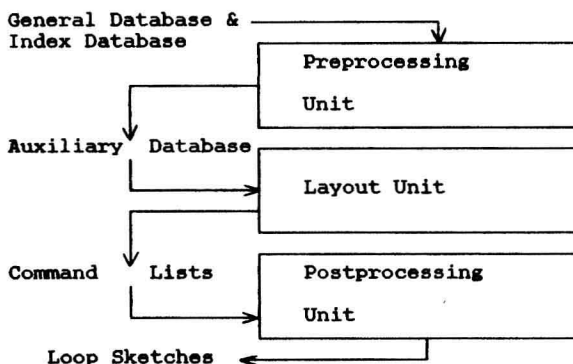 General Database &
Index Database
Preprocessing
Unit
Auxiliary Database
Layout Unit
Command Lists
Postprocessing
Unit
Loop Sketches